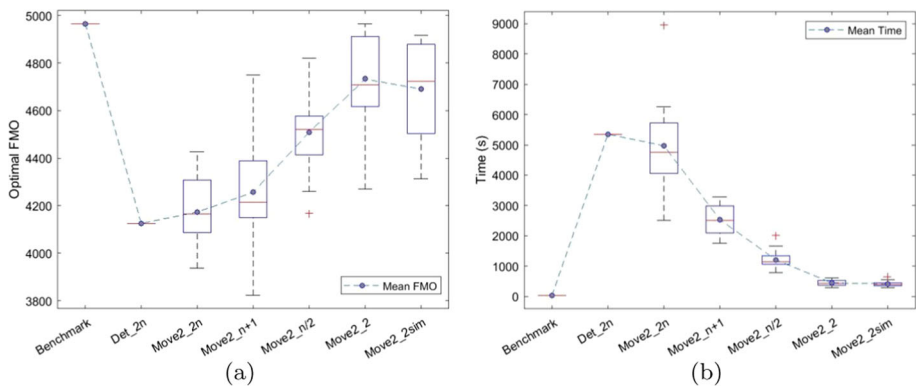 5000
4800
4600
4400
4200
4000
3800
Optimal FMO
Mean FMO
Benchmark
Det_2n
Move2_2n
Move2_n+1
Move2_n/2
Move2_2
Move2_2sim
(a)
9000
8000
7000
6000
5000
4000
3000
2000
1000
0
Time (s)
Mean Time
Benchmark
Det_2n
Move2_2n
Move2_n+1
Move2_n/2
Move2_2
Move2_2sim
(b)